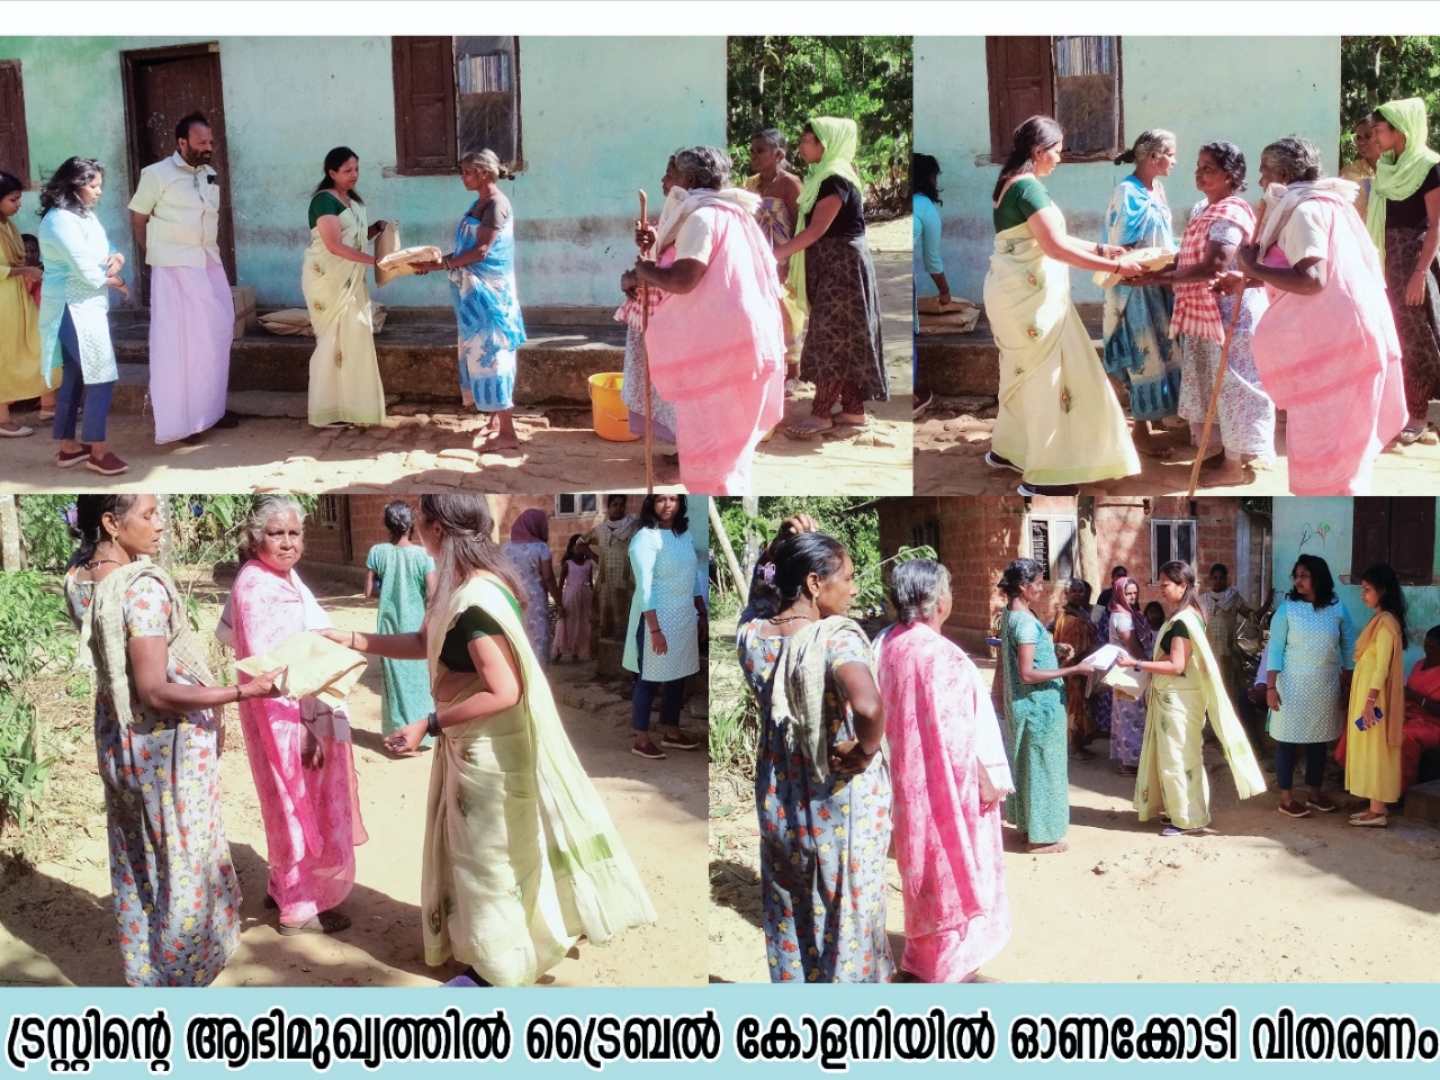 ട്രസ്റ്റിന്റെ ആഭിമുഖ്യത്തിൽ ട്രൈബൽ കോളനിയിൽ ഓണക്കോടി വിതരണം